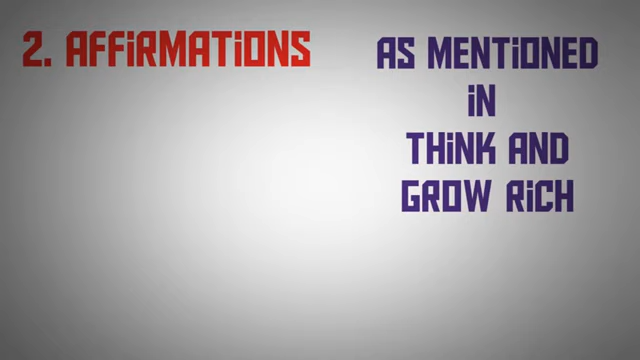 2. AFFiRMATiONS
AS MENTiONED
iN
THiNK AND
GROW RiCH